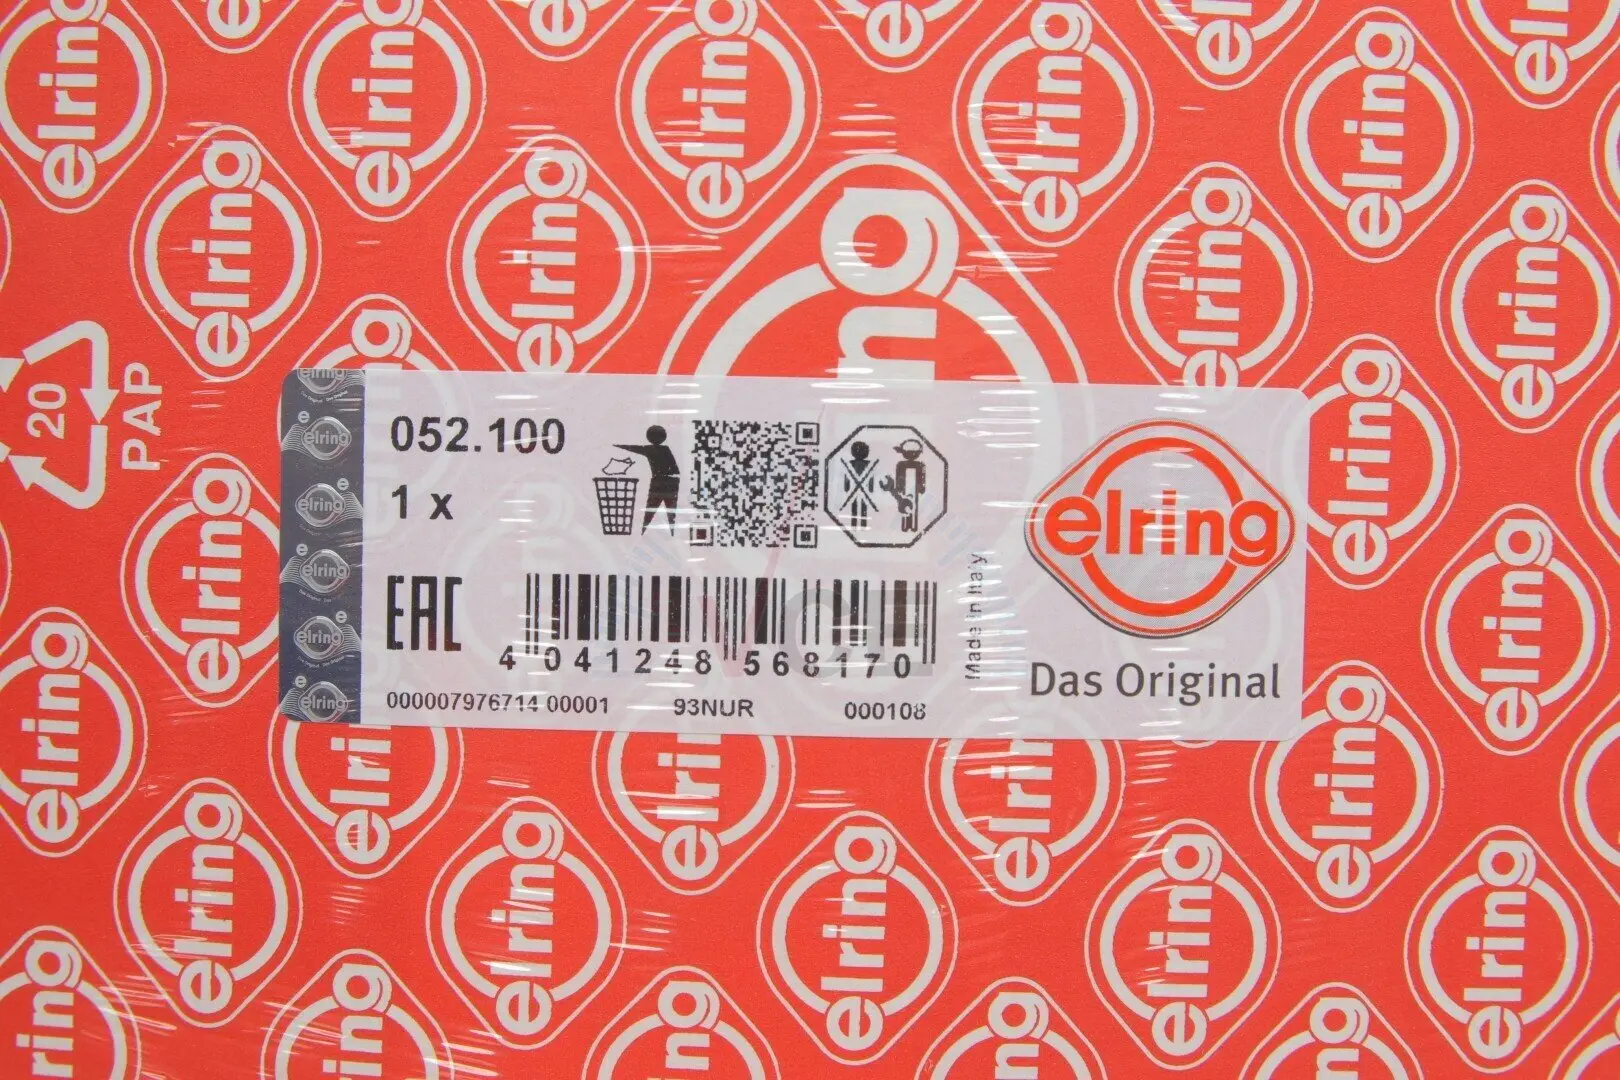 052.100
1 x
EAC
4 041248 568170
000007976714 00001 93NUR 000108
Made in Italy
elring
Das Original
20
PAP
elring